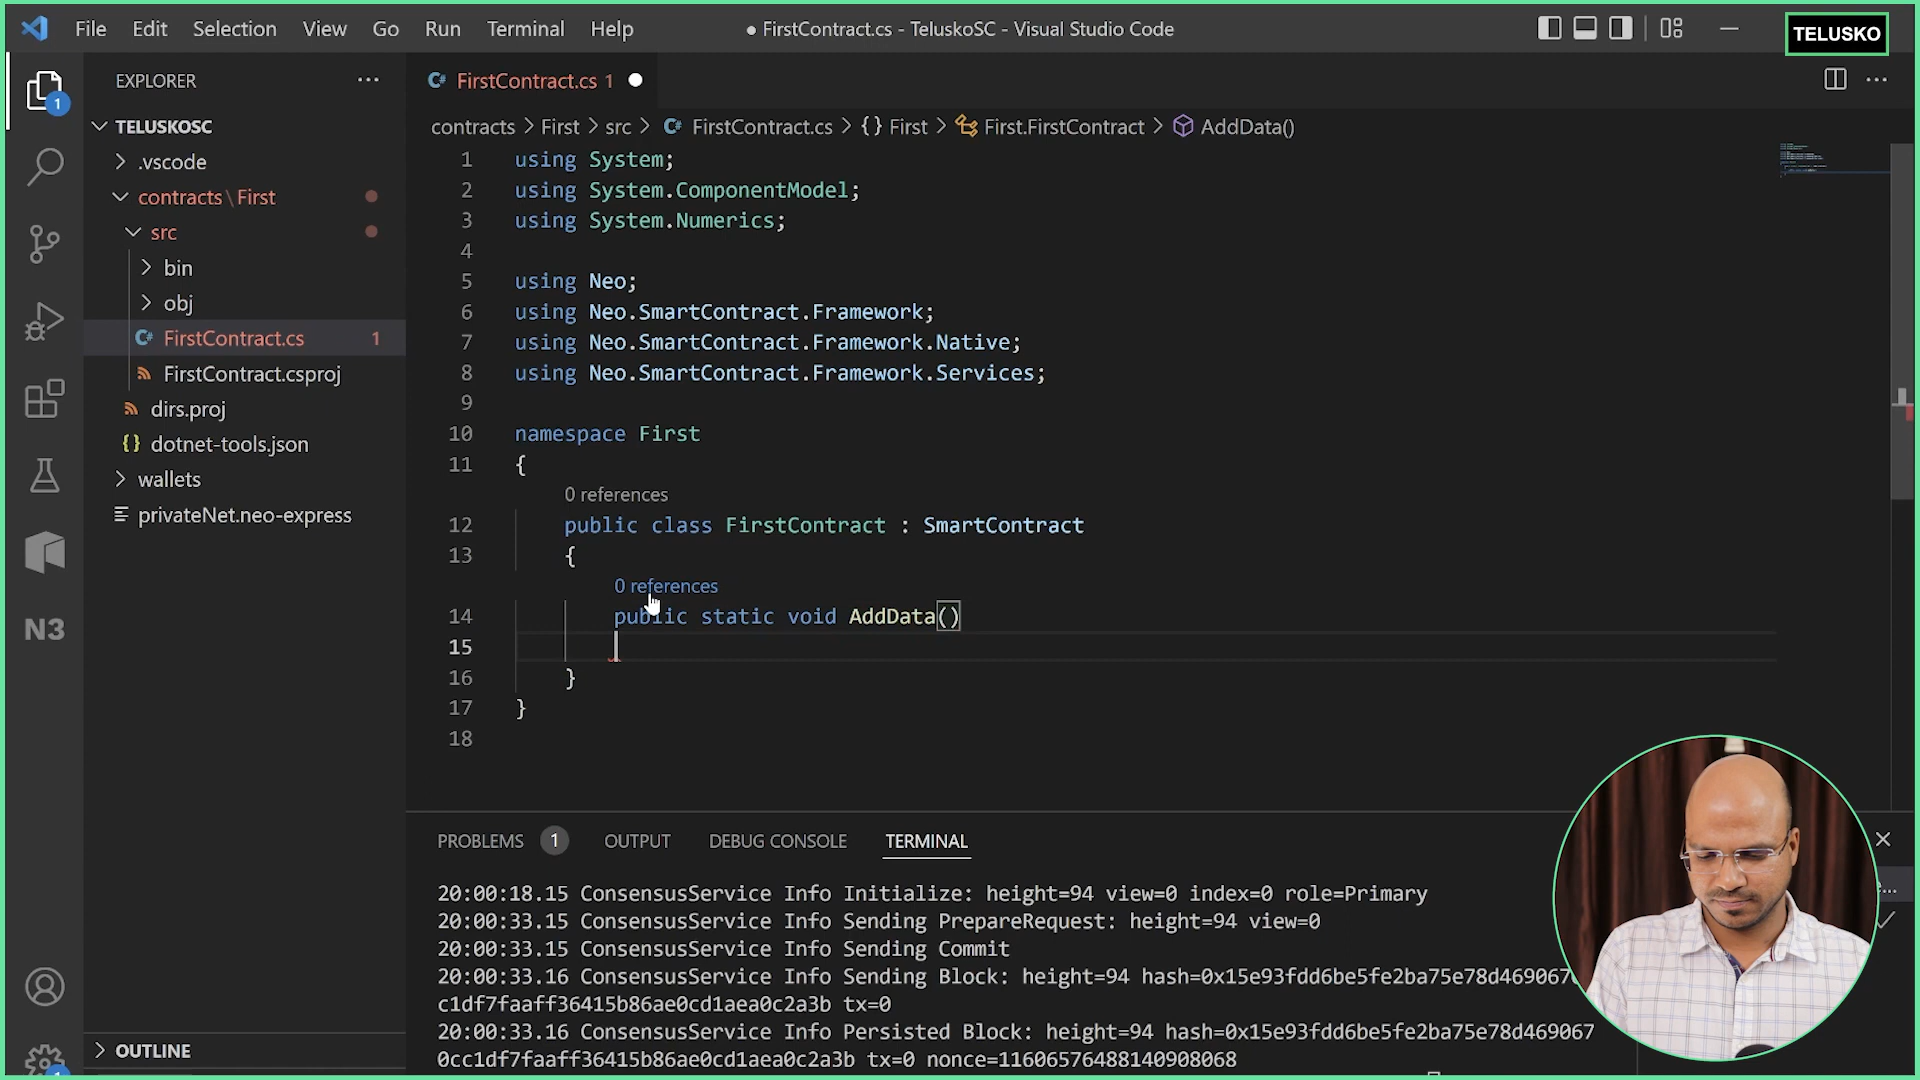 File Edit Selection View Go Run Terminal Help
● FirstContract.cs - TeluskoSC - Visual Studio Code
TELUSKO
1
EXPLORER
TELUSKOSC
.vscode
contracts\First
src
bin
obj
FirstContract.cs 1
FirstContract.csproj
dirs.proj
dotnet-tools.json
wallets
privateNet.neo-express
N3
OUTLINE
1
FirstContract.cs 1
contracts > First > src > FirstContract.cs > {} First > First.FirstContract > AddData()
1 using System;
2 using System.ComponentModel;
3 using System.Numerics;
4
5 using Neo;
6 using Neo.SmartContract.Framework;
7 using Neo.SmartContract.Framework.Native;
8 using Neo.SmartContract.Framework.Services;
9
10 namespace First
11 {
0 references
12 public class FirstContract : SmartContract
13 {
0 references
14 public static void AddData()
15
16 }
17 }
18
PROBLEMS 1 OUTPUT DEBUG CONSOLE TERMINAL
20:00:18.15 ConsensusService Info Initialize: height=94 view=0 index=0 role=Primary
20:00:33.15 ConsensusService Info Sending PrepareRequest: height=94 view=0
20:00:33.15 ConsensusService Info Sending Commit
20:00:33.16 ConsensusService Info Sending Block: height=94 hash=0x15e93fdd6be5fe2ba75e78d469067
c1df7faaff36415b86ae0cd1aea0c2a3b tx=0
20:00:33.16 ConsensusService Info Persisted Block: height=94 hash=0x15e93fdd6be5fe2ba75e78d469067
0cc1df7faaff36415b86ae0cd1aea0c2a3b tx=0 nonce=11606576488140908068